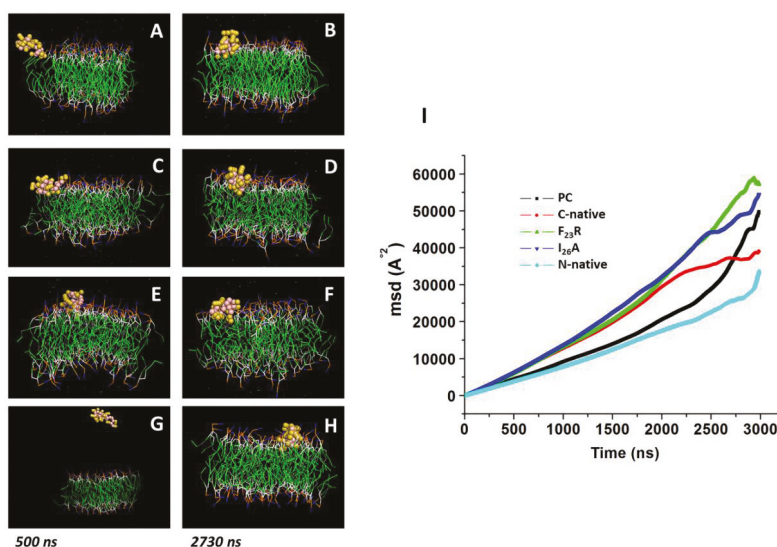 A
B
C
D
E
F
G
H
500 ns
2730 ns
I
msd (A°²)
60000
50000
40000
30000
20000
10000
0
PC
C-native
F₂₃R
I₂₆A
N-native
0 500 1000 1500 2000 2500 3000
Time (ns)